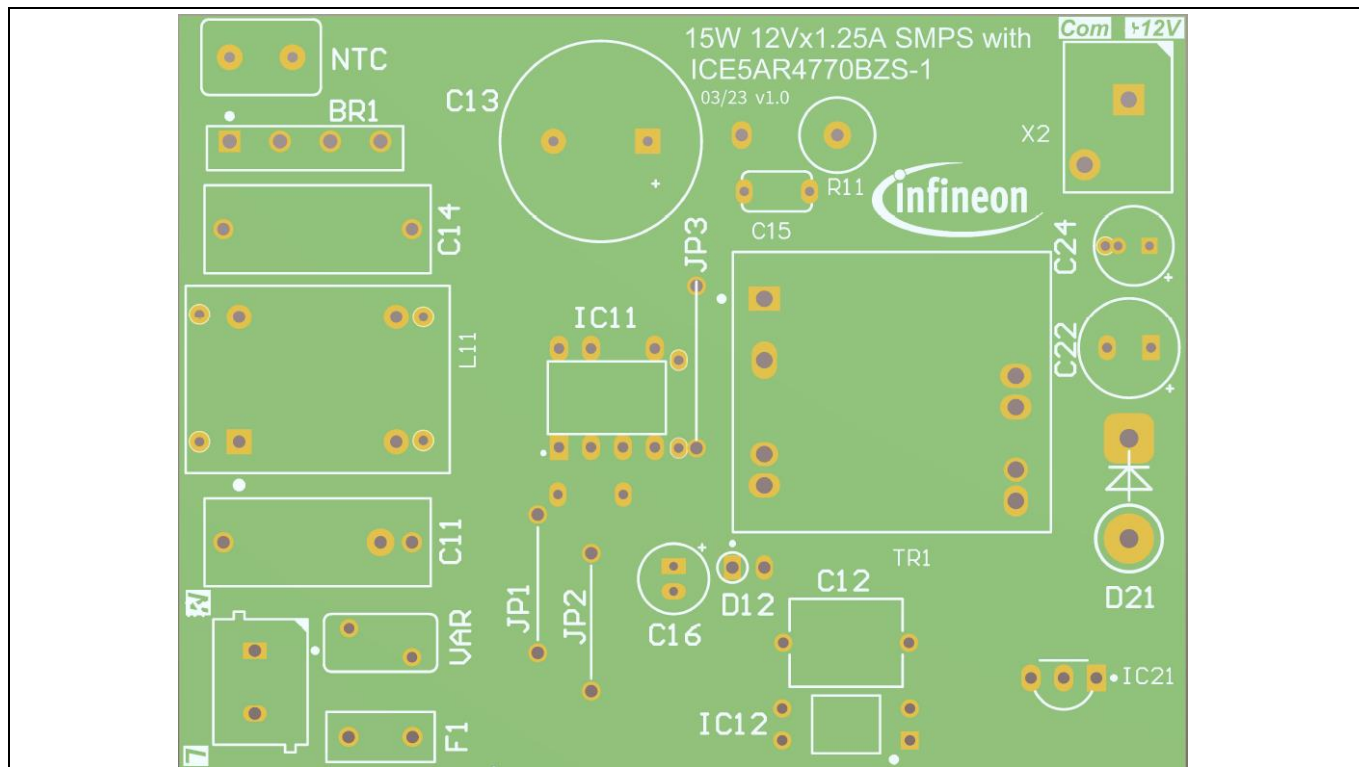 Com +12V
15W 12Vx1.25A SMPS with
ICE5AR4770BZS-1
03/23 v1.0
NTC
C13
BR1
X2
R11
infineon
C15
C14
JP3
C24
IC11
L11
C22
C11
TR1
D21
C12
JP1
JP2
C16
D12
VAR
IC21
IC12
F1